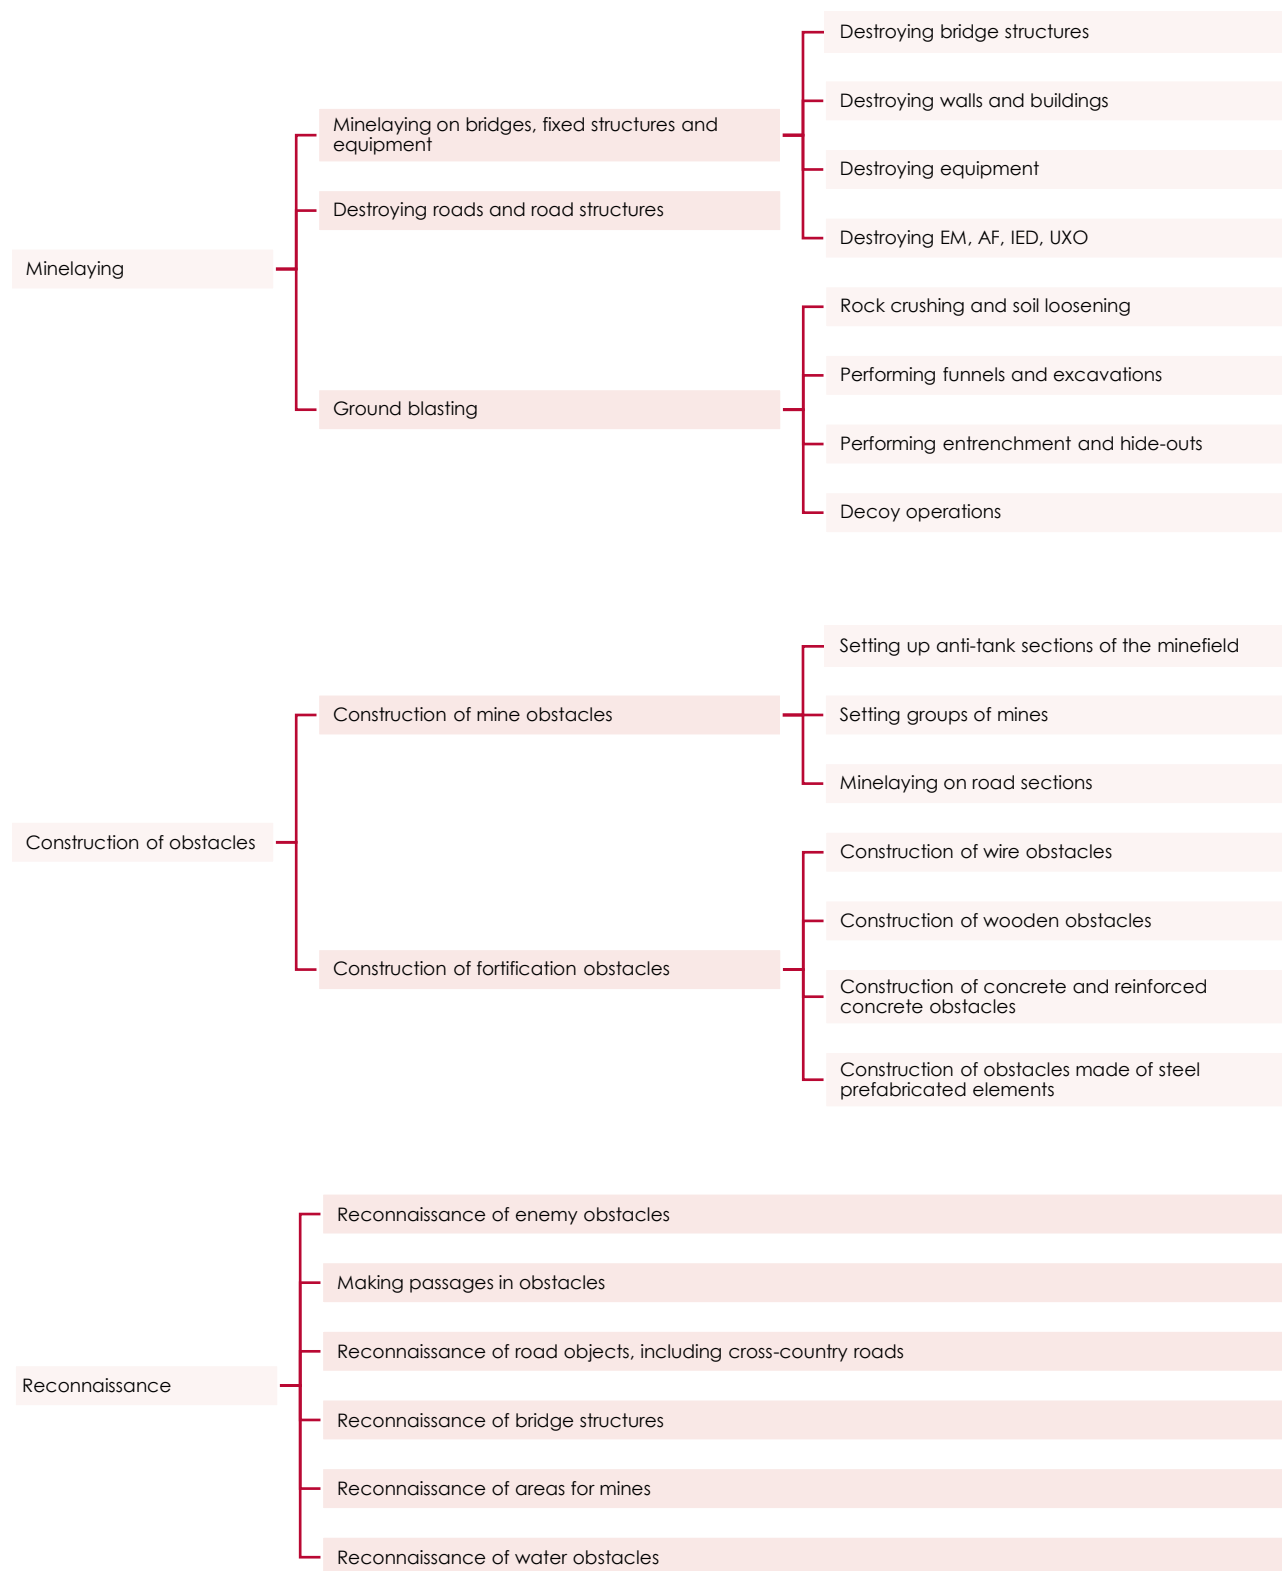 Minelaying
Minelaying on bridges, fixed structures and
equipment
Destroying bridge structures
Destroying walls and buildings
Destroying equipment
Destroying EM, AF, IED, UXO
Destroying roads and road structures
Ground blasting
Rock crushing and soil loosening
Performing funnels and excavations
Performing entrenchment and hide-outs
Decoy operations
Construction of obstacles
Construction of mine obstacles
Setting up anti-tank sections of the minefield
Setting groups of mines
Minelaying on road sections
Construction of fortification obstacles
Construction of wire obstacles
Construction of wooden obstacles
Construction of concrete and reinforced
concrete obstacles
Construction of obstacles made of steel
prefabricated elements
Reconnaissance
Reconnaissance of enemy obstacles
Making passages in obstacles
Reconnaissance of road objects, including cross-country roads
Reconnaissance of bridge structures
Reconnaissance of areas for mines
Reconnaissance of water obstacles